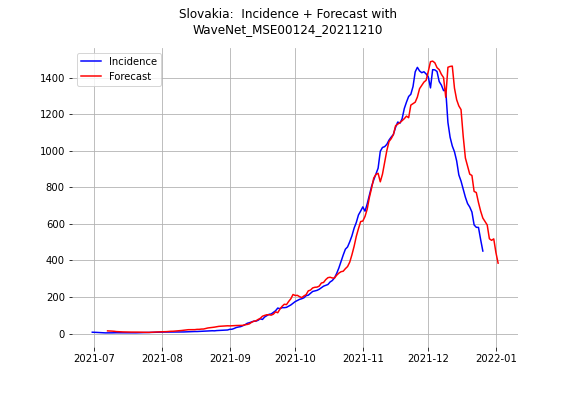 Slovakia:  Incidence + Forecast with
WaveNet_MSE00124_20211210
Incidence
Forecast
1400
1200
1000
800
600
400
200
0
2021-07 2021-08 2021-09 2021-10 2021-11 2021-12 2022-01